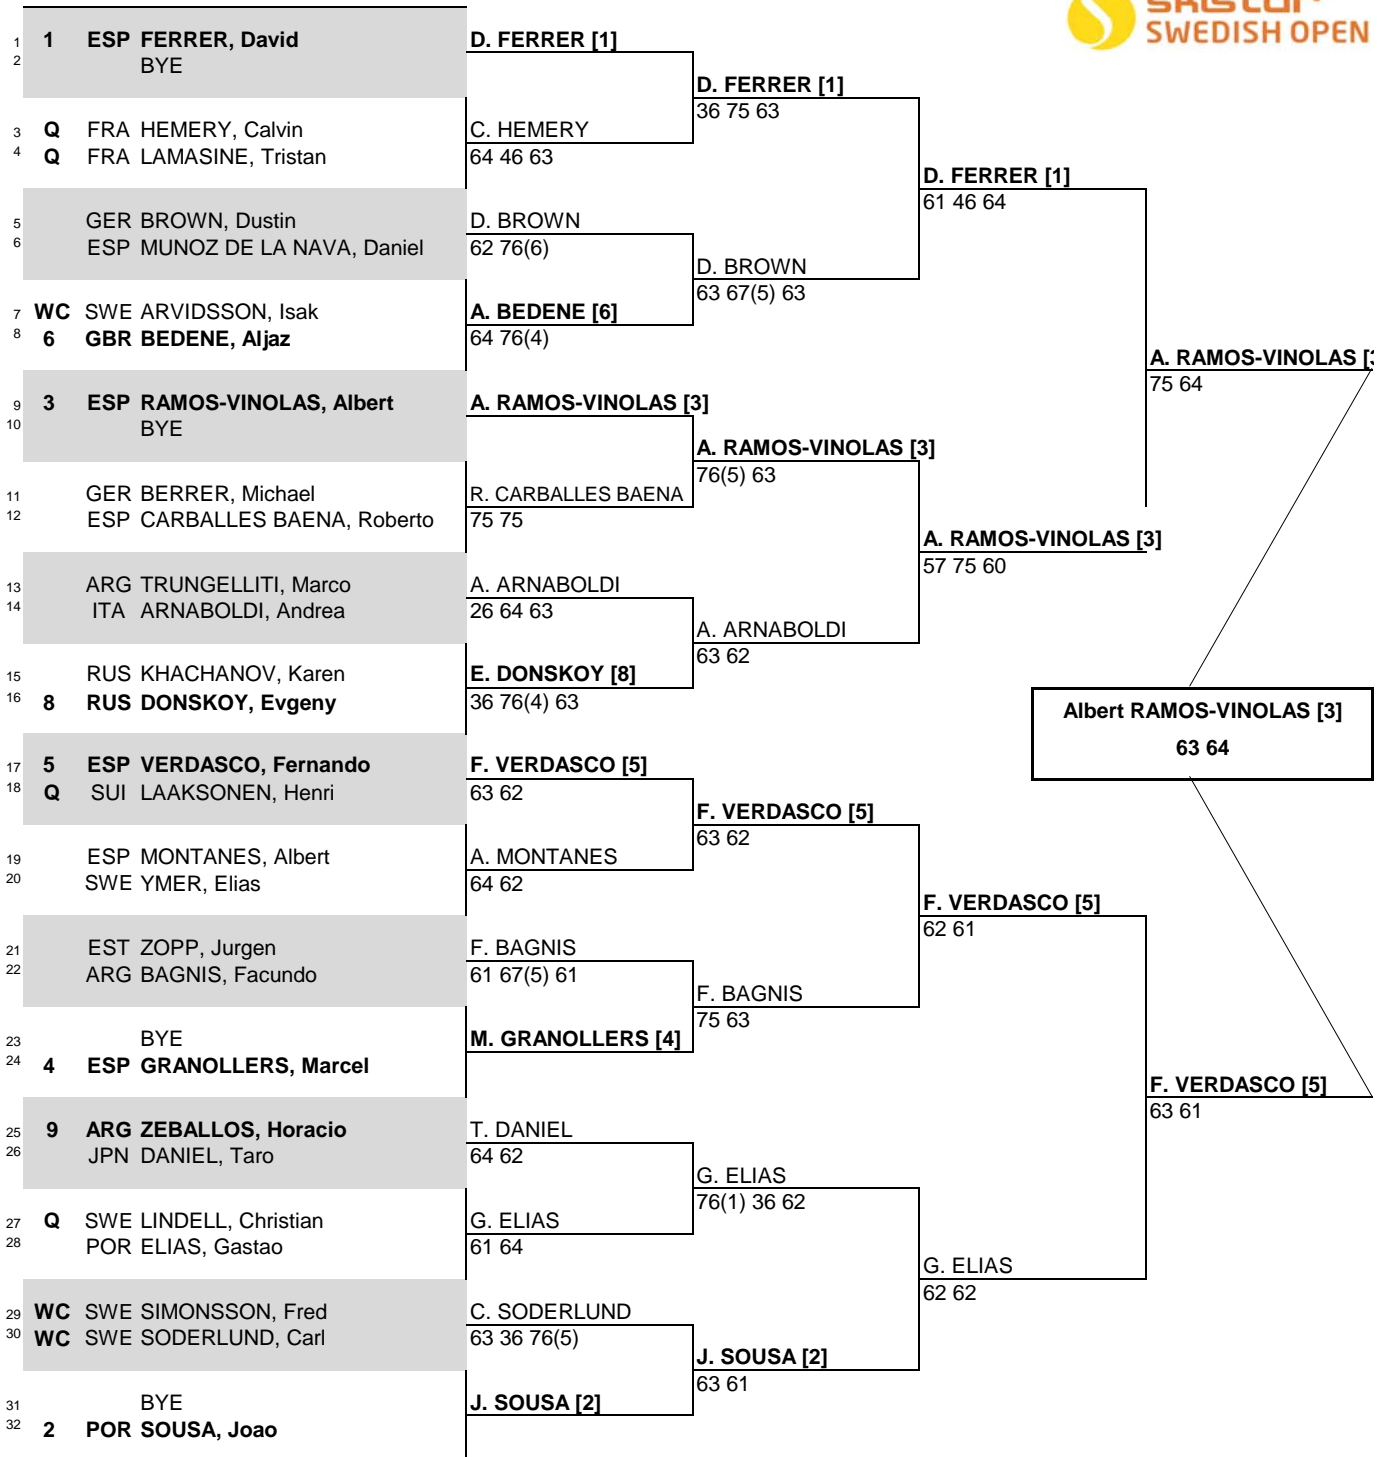 skistar
SWEDISH OPEN
1 1 ESP FERRER, David
2 BYE
3 Q FRA HEMERY, Calvin
4 Q FRA LAMASINE, Tristan
5 GER BROWN, Dustin
6 ESP MUNOZ DE LA NAVA, Daniel
7 WC SWE ARVIDSSON, Isak
8 6 GBR BEDENE, Aljaz
9 3 ESP RAMOS-VINOLAS, Albert
10 BYE
11 GER BERRER, Michael
12 ESP CARBALLES BAENA, Roberto
13 ARG TRUNGELLITI, Marco
14 ITA ARNABOLDI, Andrea
15 RUS KHACHANOV, Karen
16 8 RUS DONSKOY, Evgeny
17 5 ESP VERDASCO, Fernando
18 Q SUI LAAKSONEN, Henri
19 ESP MONTANES, Albert
20 SWE YMER, Elias
21 EST ZOPP, Jurgen
22 ARG BAGNIS, Facundo
23 BYE
24 4 ESP GRANOLLERS, Marcel
25 9 ARG ZEBALLOS, Horacio
26 JPN DANIEL, Taro
27 Q SWE LINDELL, Christian
28 POR ELIAS, Gastao
29 WC SWE SIMONSSON, Fred
30 WC SWE SODERLUND, Carl
31 BYE
32 2 POR SOUSA, Joao
D. FERRER [1]
C. HEMERY
64 46 63
D. BROWN
62 76(6)
A. BEDENE [6]
64 76(4)
A. RAMOS-VINOLAS [3]
R. CARBALLES BAENA
75 75
A. ARNABOLDI
26 64 63
E. DONSKOY [8]
36 76(4) 63
F. VERDASCO [5]
63 62
A. MONTANES
64 62
F. BAGNIS
61 67(5) 61
M. GRANOLLERS [4]
T. DANIEL
64 62
G. ELIAS
61 64
C. SODERLUND
63 36 76(5)
J. SOUSA [2]
D. FERRER [1]
36 75 63
D. BROWN
63 67(5) 63
A. RAMOS-VINOLAS [3]
76(5) 63
A. ARNABOLDI
63 62
F. VERDASCO [5]
63 62
F. BAGNIS
75 63
G. ELIAS
76(1) 36 62
J. SOUSA [2]
63 61
D. FERRER [1]
61 46 64
A. RAMOS-VINOLAS [3]
57 75 60
F. VERDASCO [5]
62 61
G. ELIAS
62 62
A. RAMOS-VINOLAS [3
75 64
F. VERDASCO [5]
63 61
Albert RAMOS-VINOLAS [3]
63 64